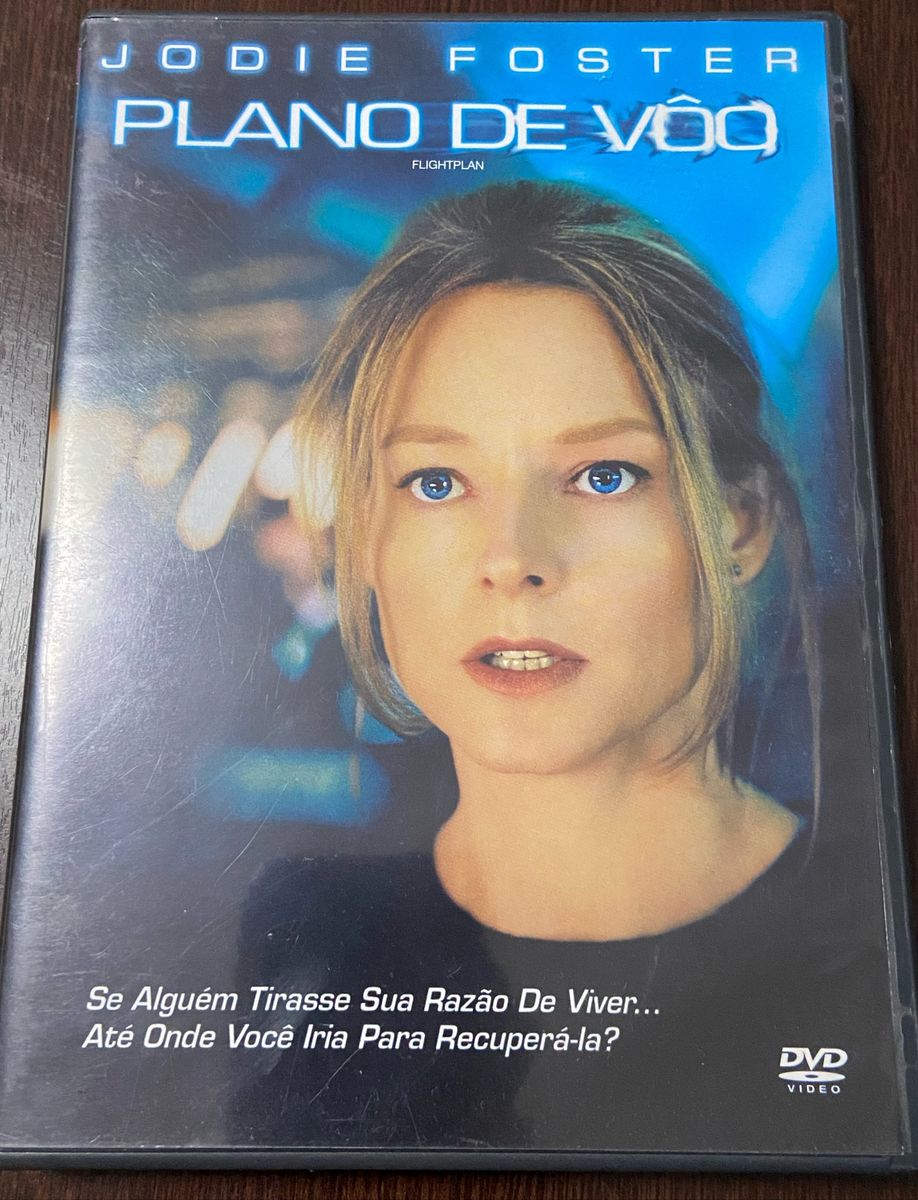 JODIE FOSTER
PLANO DE VÔO
FLIGHTPLAN
Se Alguém Tirasse Sua Razão De Viver...
Até Onde Você Iria Para Recuperá-la?
DVD
VIDEO